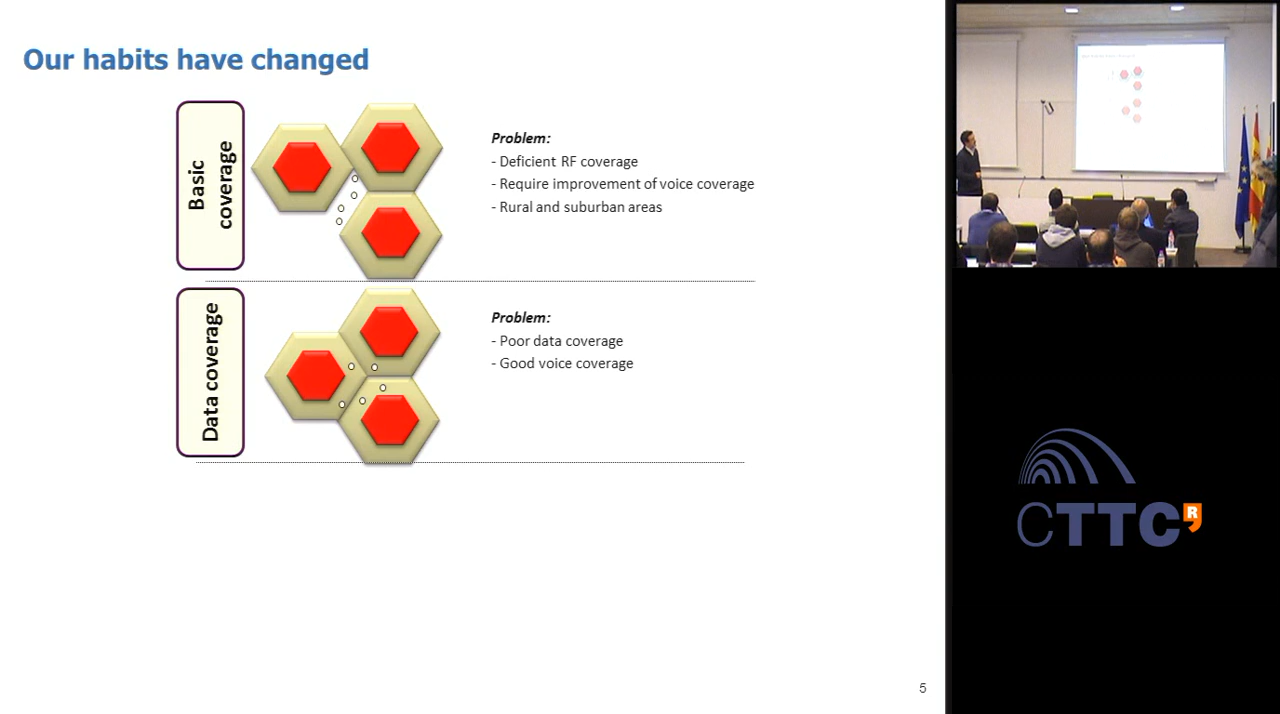 Our habits have changed
Basic
coverage
Problem:
- Deficient RF coverage
- Require improvement of voice coverage
- Rural and suburban areas
Data coverage
Problem:
- Poor data coverage
- Good voice coverage
5
CTTC R